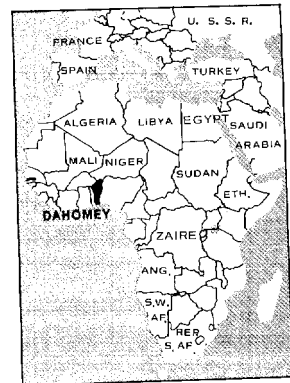 U. S. S. R.
FRANCE
SPAIN
TURKEY
ALGERIA
LIBYA
EGYPT
SAUDI
ARABIA
MALI
NIGER
SUDAN
ETH.
DAHOMEY
ZAIRE
ANG.
S.W.
AF.
REP.
S. AF.